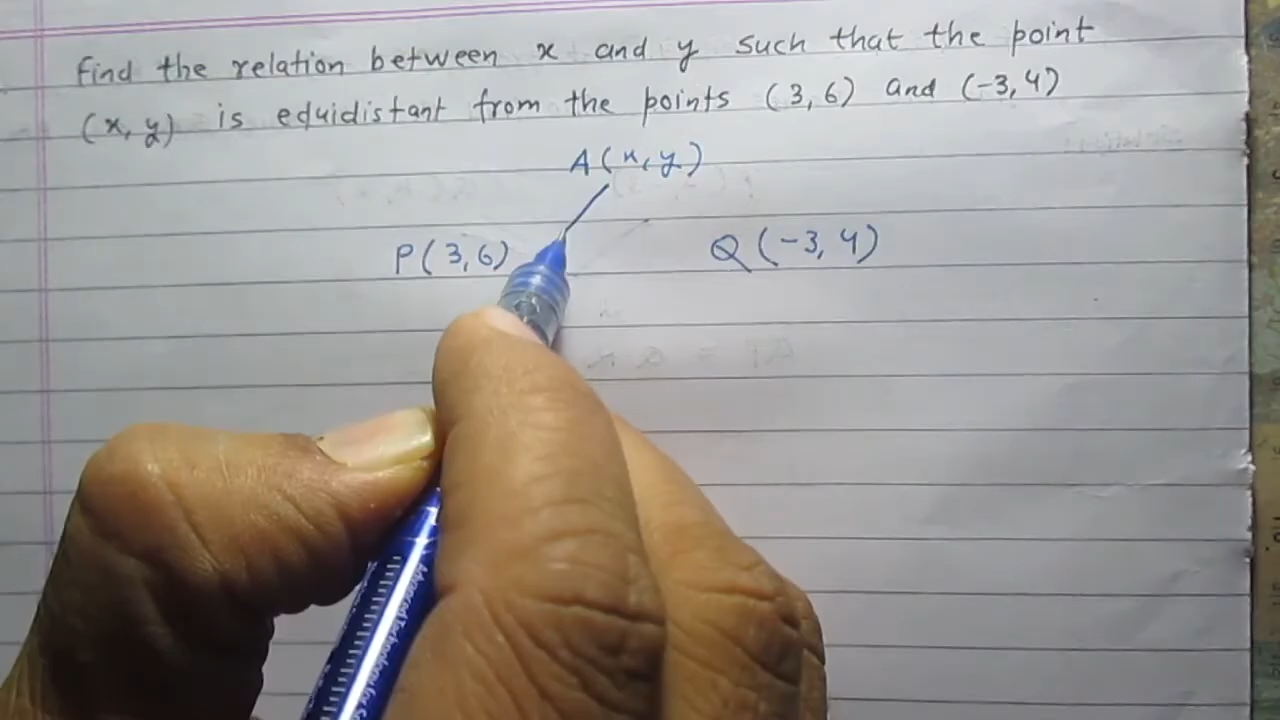 Find the relation between x and y such that the point
(x, y) is equidistant from the points (3,6) and (-3,4)
A(x,y)
P(3,6) Q(-3,4)